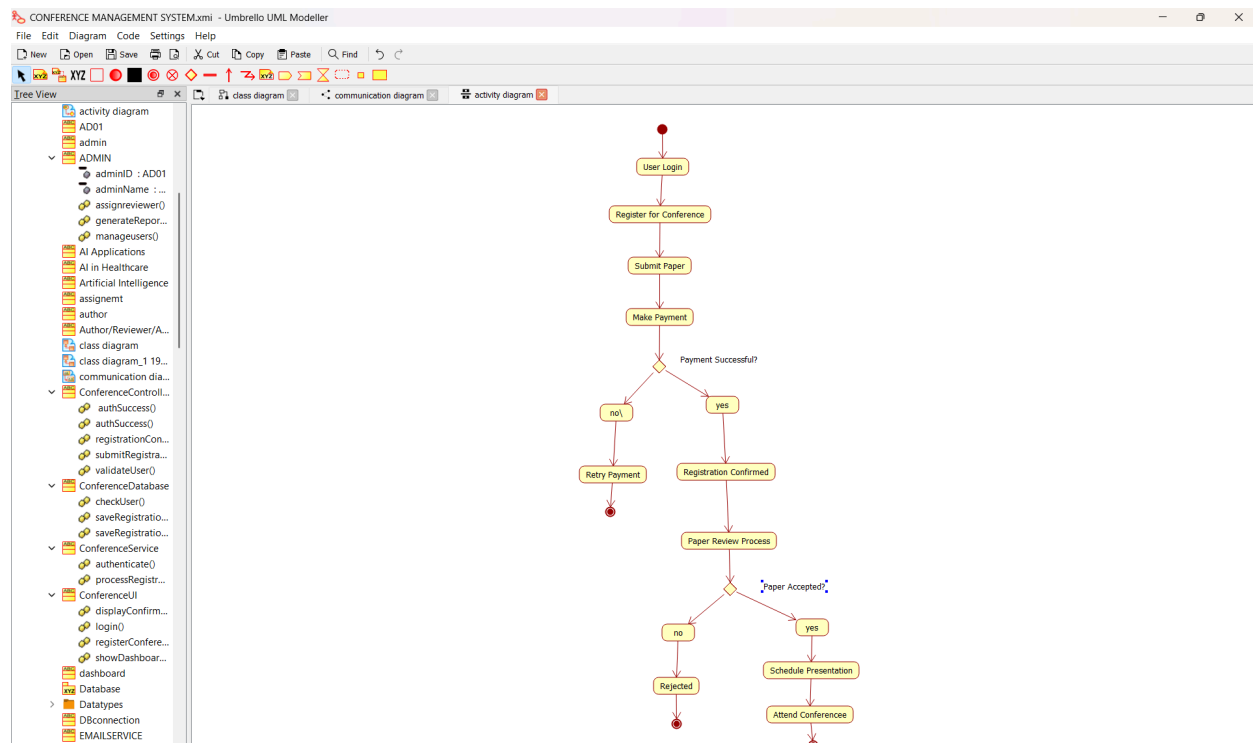 CONFERENCE MANAGEMENT SYSTEM.xmi - Umbrello UML Modeller
File Edit Diagram Code Settings Help
New Open Save Cut Copy Paste Find
XYZ XYZ
Tree View
class diagram communication diagram activity diagram
activity diagram
AD01
admin
ADMIN
adminID : AD01
adminName : ...
assignreviewer()
generateRepor...
manageusers()
AI Applications
AI in Healthcare
Artificial Intelligence
assignemt
author
Author/Reviewer/A...
class diagram
class diagram_1 19...
communication dia...
ConferenceControll...
authSuccess()
authSuccess()
registrationCon...
submitRegistra...
validateUser()
ConferenceDatabase
checkUser()
saveRegistratio...
saveRegistratio...
ConferenceService
authenticate()
processRegistr...
ConferenceUI
displayConfirm...
login()
registerConfere...
showDashboar...
dashboard
Database
Datatypes
DBconnection
EMAILSERVICE
User Login
Register for Conference
Submit Paper
Make Payment
Payment Successful?
no\
yes
Retry Payment
Registration Confirmed
Paper Review Process
Paper Accepted?
no
yes
Rejected
Schedule Presentation
Attend Conferencee